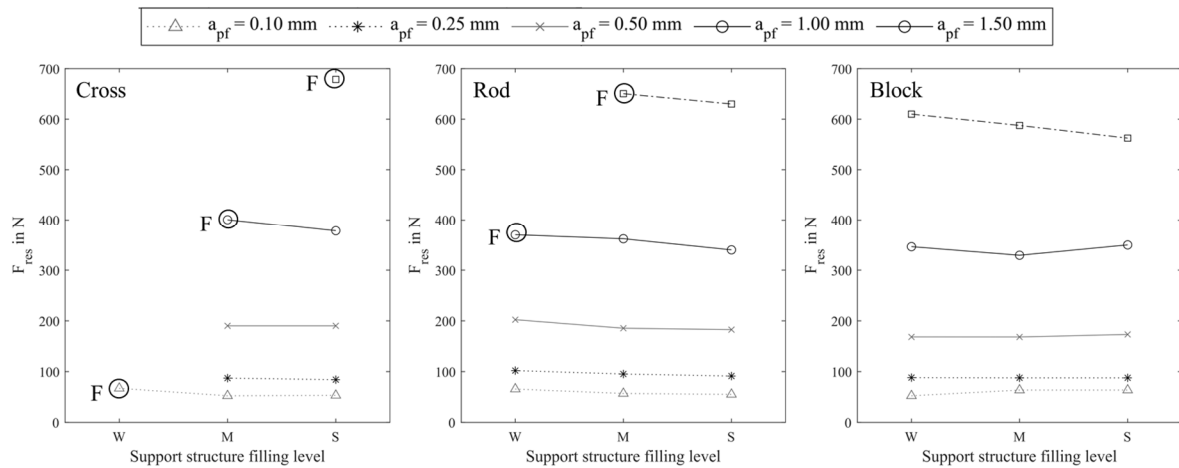 a_pf = 0.10 mm a_pf = 0.25 mm a_pf = 0.50 mm a_pf = 1.00 mm a_pf = 1.50 mm
Cross
F
F
F
700
600
500
400
300
200
100
0
F_res in N
W M S
Support structure filling level
Rod
F
F
700
600
500
400
300
200
100
0
F_res in N
W M S
Support structure filling level
Block
700
600
500
400
300
200
100
0
F_res in N
W M S
Support structure filling level